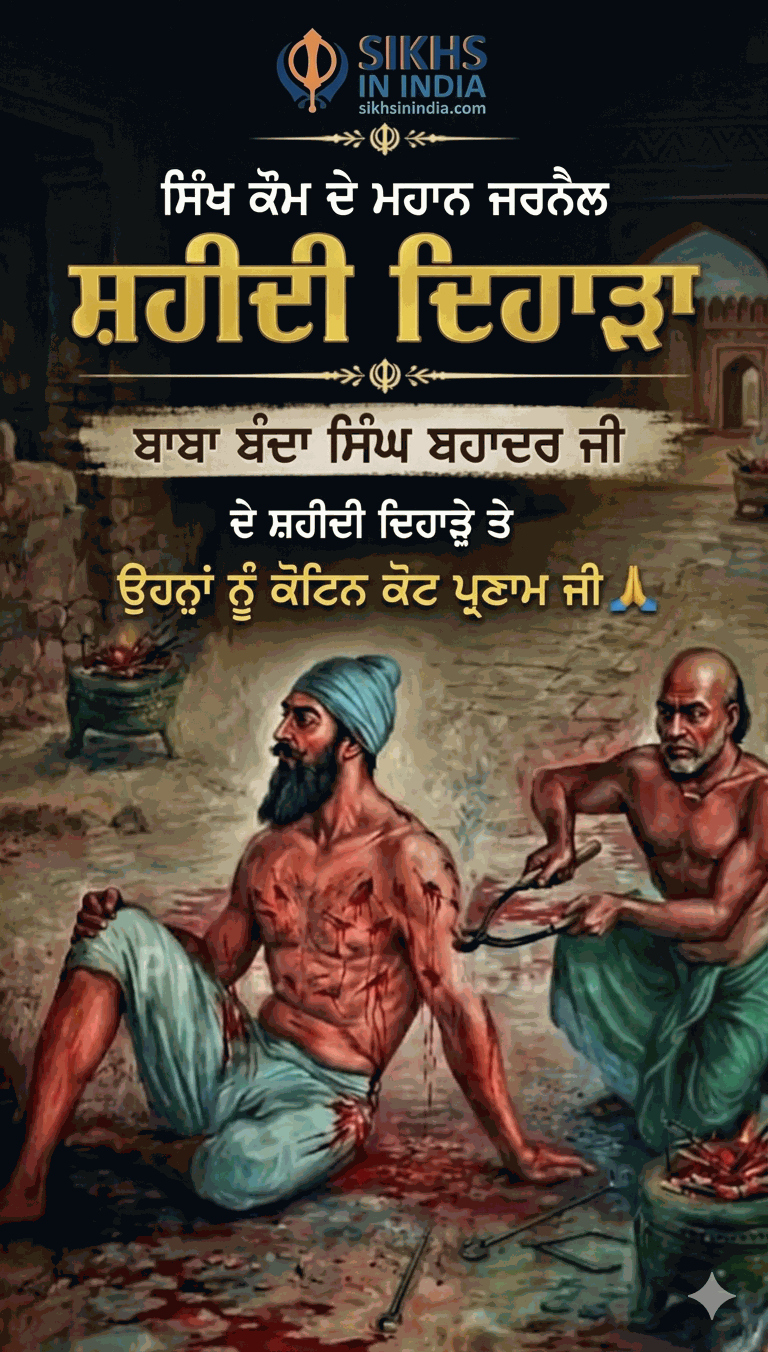 SIKHS
IN INDIA
sikhsinindia.com
ਸਿੰਖ ਕੌਮ ਦੇ ਮਹਾਨ ਜਰਨੈਲ
ਸ਼ਹੀਦੀ ਦਿਹਾੜਾ
ਬਾਬਾ ਬੰਦਾ ਸਿੰਘ ਬਹਾਦਰ ਜੀ
ਦੇ ਸ਼ਹੀਦੀ ਦਿਹਾੜ੍ਹੇ ਤੇ
ਉਹਨ੍ਹਾਂ ਨੂੰ ਕੋਟਿਨ ਕੋਟ ਪ੍ਰਣਾਮ ਜੀ🙏